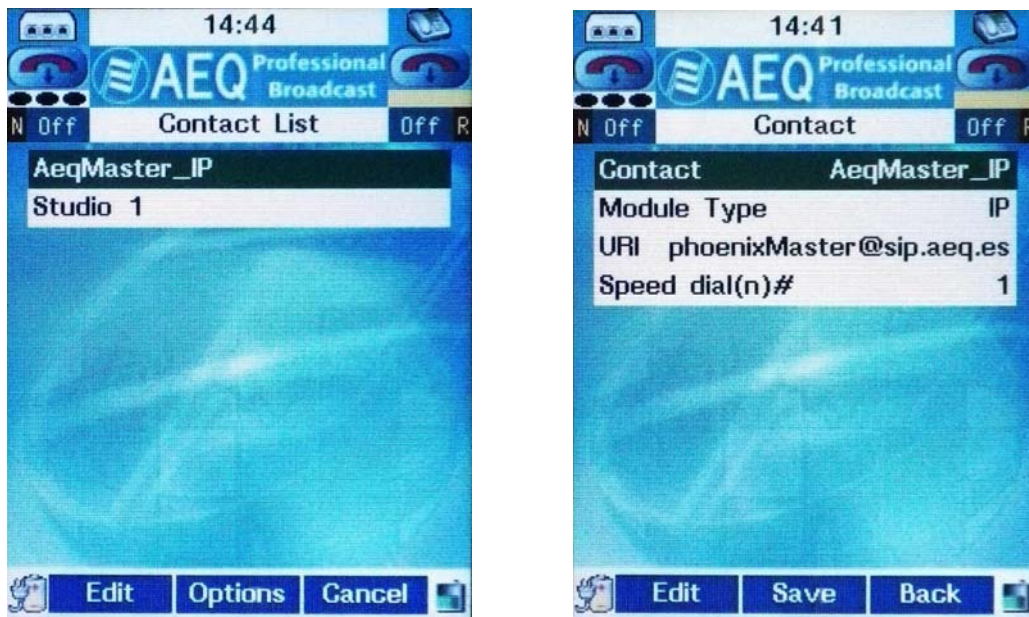 14:44
AEQ Professional Broadcast
N Off Contact List Off R
AeqMaster_IP
Studio 1
Edit Options Cancel
14:41
AEQ Professional Broadcast
N Off Contact Off R
Contact AeqMaster_IP
Module Type IP
URI phoenixMaster@sip.aeq.es
Speed dial(n)# 1
Edit Save Back